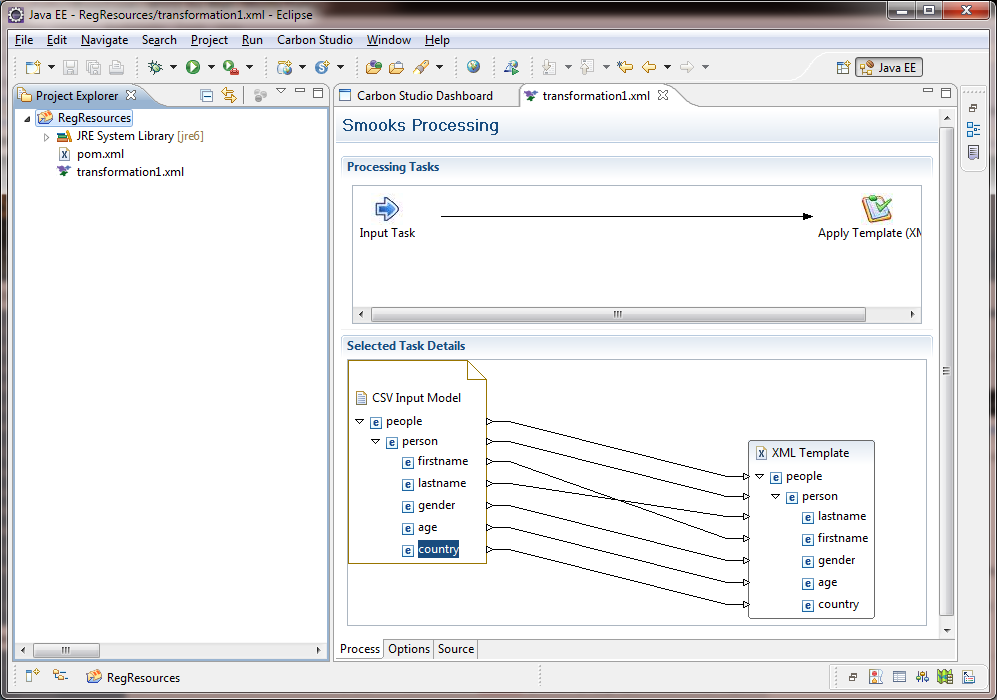 Java EE - RegResources/transformation1.xml - Eclipse
File Edit Navigate Search Project Run Carbon Studio Window Help
Java EE
Project Explorer
RegResources
JRE System Library [jre6]
pom.xml
transformation1.xml
Carbon Studio Dashboard
transformation1.xml
Smooks Processing
Processing Tasks
Input Task
Apply Template (XM
Selected Task Details
CSV Input Model
people
person
firstname
lastname
gender
age
country
XML Template
people
person
lastname
firstname
gender
age
country
Process Options Source
RegResources